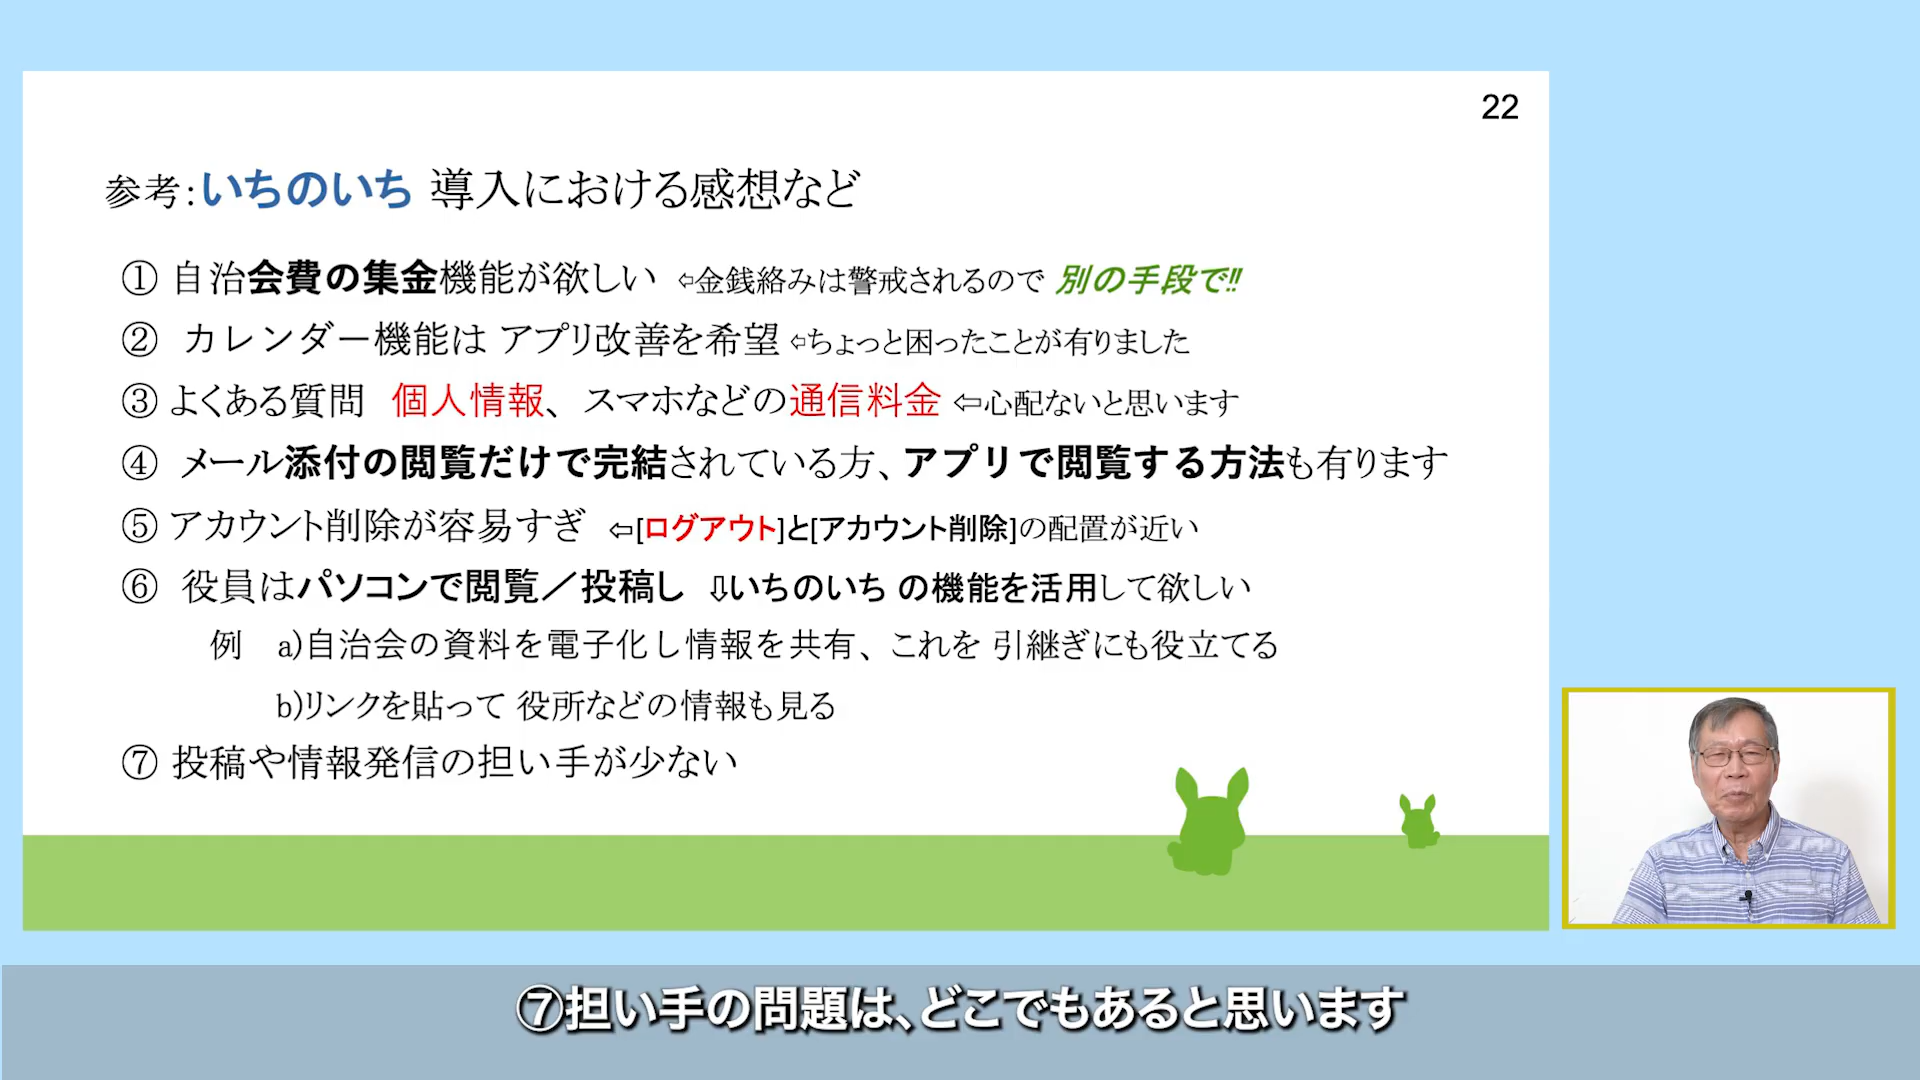 22
参考:いちのいち 導入における感想など
① 自治会費の集金機能が欲しい ⇦金銭絡みは警戒されるので 別の手段で!!
② カレンダー機能は アプリ改善を希望 ⇦ちょっと困ったことが有りました
③ よくある質問 個人情報、スマホなどの通信料金 ⇦心配ないと思います
④ メール添付の閲覧だけで完結されている方、アプリで閲覧する方法も有ります
⑤ アカウント削除が容易すぎ ⇦[ログアウト]と[アカウント削除]の配置が近い
⑥ 役員はパソコンで閲覧／投稿し ⇩いちのいち の機能を活用して欲しい
例 a)自治会の資料を電子化し情報を共有、これを 引継ぎにも役立てる
b)リンクを貼って 役所などの情報も見る
⑦ 投稿や情報発信の担い手が少ない
⑦担い手の問題は、どこでもあると思います